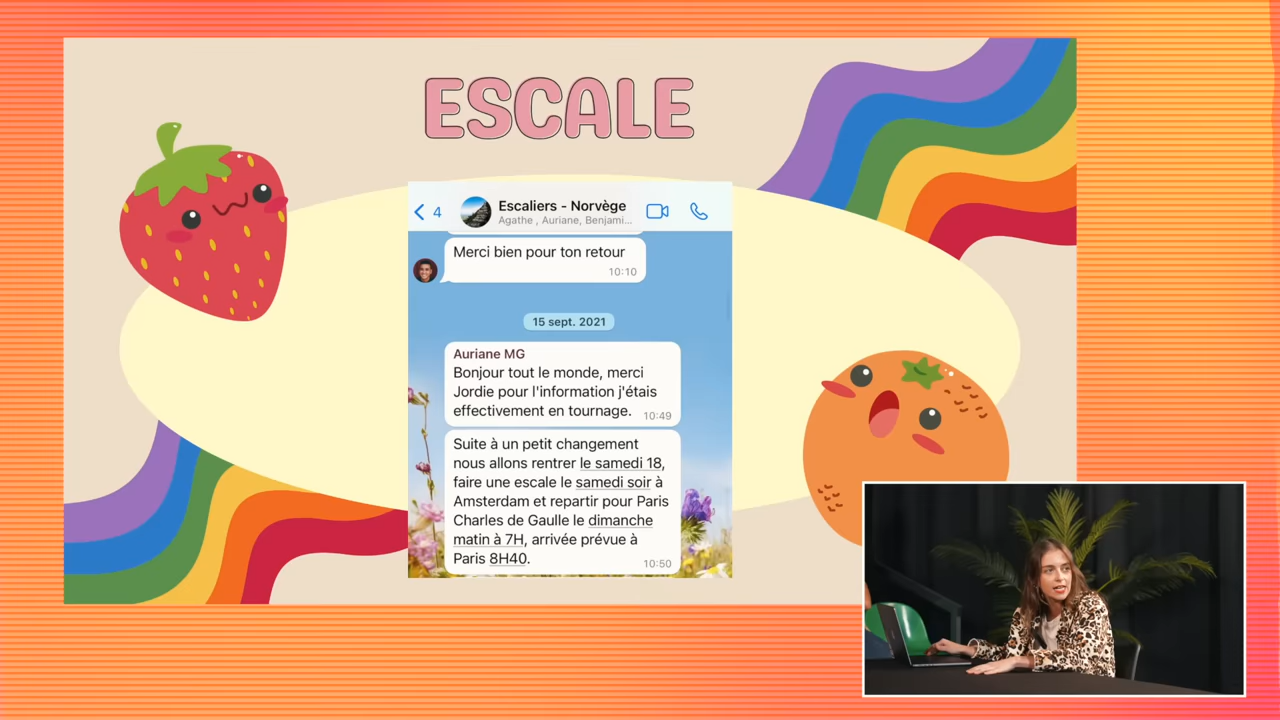 ESCALE
4
Escaliers - Norvège
Agathe , Auriane, Benjami...
Merci bien pour ton retour
10:10
15 sept. 2021
Auriane MG
Bonjour tout le monde, merci
Jordie pour l'information j'étais
effectivement en tournage. 10:49
Suite à un petit changement
nous allons rentrer le samedi 18,
faire une escale le samedi soir à
Amsterdam et repartir pour Paris
Charles de Gaulle le dimanche
matin à 7H, arrivée prévue à
Paris 8H40. 10:50